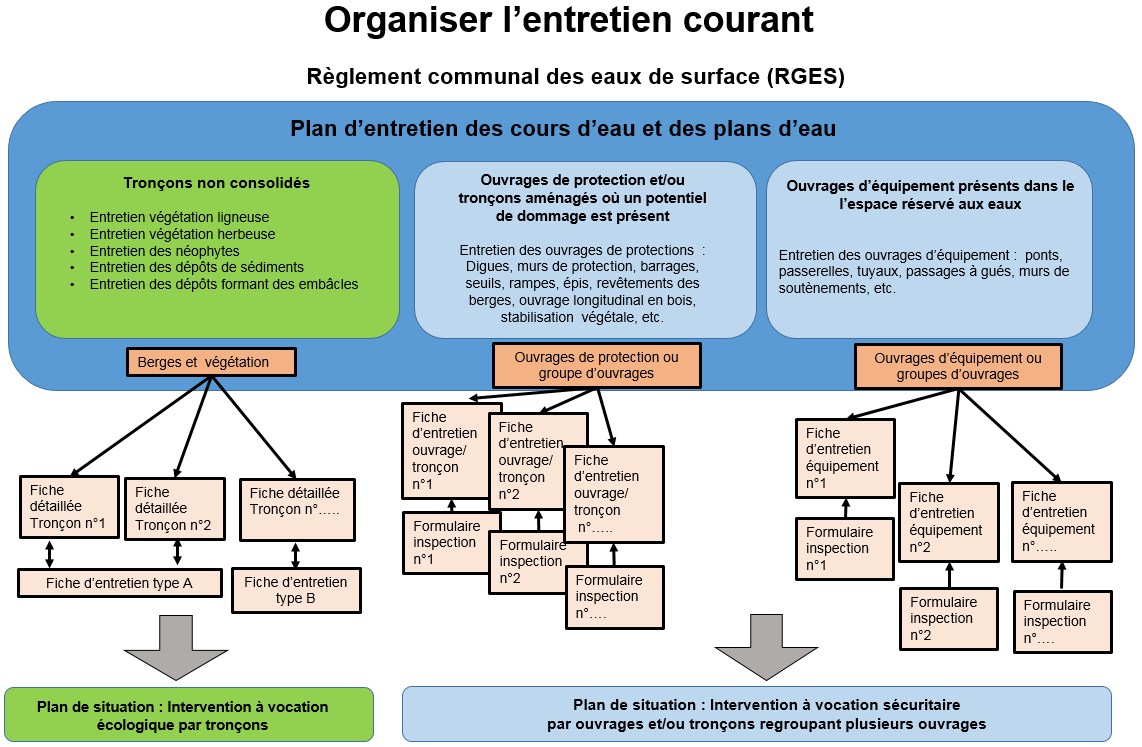 Organiser l'entretien courant
Règlement communal des eaux de surface (RGES)
Plan d'entretien des cours d'eau et des plans d'eau
Tronçons non consolidés
• Entretien végétation ligneuse
• Entretien végétation herbeuse
• Entretien des néophytes
• Entretien des dépôts de sédiments
• Entretien des dépôts formant des embâcles
Ouvrages de protection et/ou
tronçons aménagés où un potentiel
de dommage est présent
Entretien des ouvrages de protections :
Digues, murs de protection, barrages,
seuils, rampes, épis, revêtements des
berges, ouvrage longitudinal en bois,
stabilisation végétale, etc.
Ouvrages d'équipement présents dans le
l'espace réservé aux eaux
Entretien des ouvrages d'équipement : ponts,
passerelles, tuyaux, passages à gués, murs de
soutènements, etc.
Berges et végétation
Ouvrages de protection ou
groupe d'ouvrages
Ouvrages d'équipement ou
groupes d'ouvrages
Fiche
détaillée
Tronçon n°1
Fiche
détaillée
Tronçon n°2
Fiche détaillée
Tronçon n°…..
Fiche d'entretien type A
Fiche d'entretien
type B
Fiche
d'entretien
ouvrage/
tronçon
n°1
Fiche
d'entretien
ouvrage/
tronçon
n°2
Fiche
d'entretien
ouvrage/
tronçon
n°…..
Formulaire
inspection
n°1
Formulaire
inspection
n°2
Formulaire
inspection
n°….
Fiche
d'entretien
équipement
n°1
Fiche
d'entretien
équipement
n°2
Fiche
d'entretien
équipement
n°…..
Formulaire
inspection
n°1
Formulaire
inspection
n°2
Formulaire
inspection
n°….
Plan de situation : Intervention à vocation
écologique par tronçons
Plan de situation : Intervention à vocation sécuritaire
par ouvrages et/ou tronçons regroupant plusieurs ouvrages